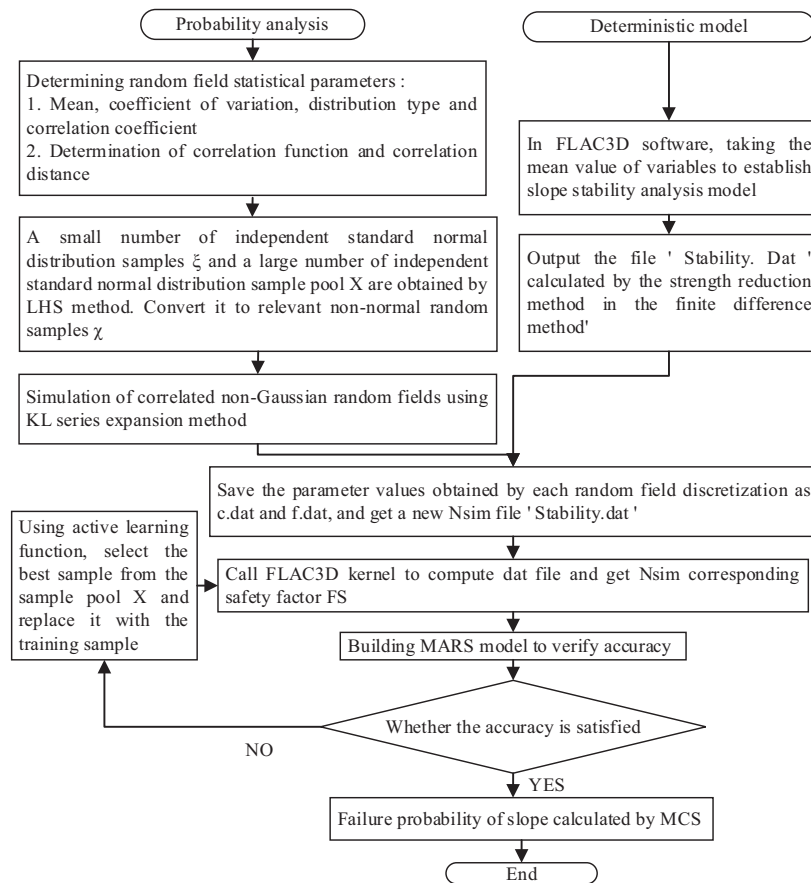 Probability analysis
Determining random field statistical parameters :
1. Mean, coefficient of variation, distribution type and
correlation coefficient
2. Determination of correlation function and correlation
distance
A small number of independent standard normal
distribution samples ξ and a large number of independent
standard normal distribution sample pool X are obtained by
LHS method. Convert it to relevant non-normal random
samples χ
Simulation of correlated non-Gaussian random fields using
KL series expansion method
Deterministic model
In FLAC3D software, taking the
mean value of variables to establish
slope stability analysis model
Output the file ' Stability. Dat '
calculated by the strength reduction
method in the finite difference
method'
Save the parameter values obtained by each random field discretization as
c.dat and f.dat, and get a new Nsim file ' Stability.dat '
Using active learning
function, select the
best sample from the
sample pool X and
replace it with the
training sample
Call FLAC3D kernel to compute dat file and get Nsim corresponding
safety factor FS
Building MARS model to verify accuracy
Whether the accuracy is satisfied
NO
YES
Failure probability of slope calculated by MCS
End